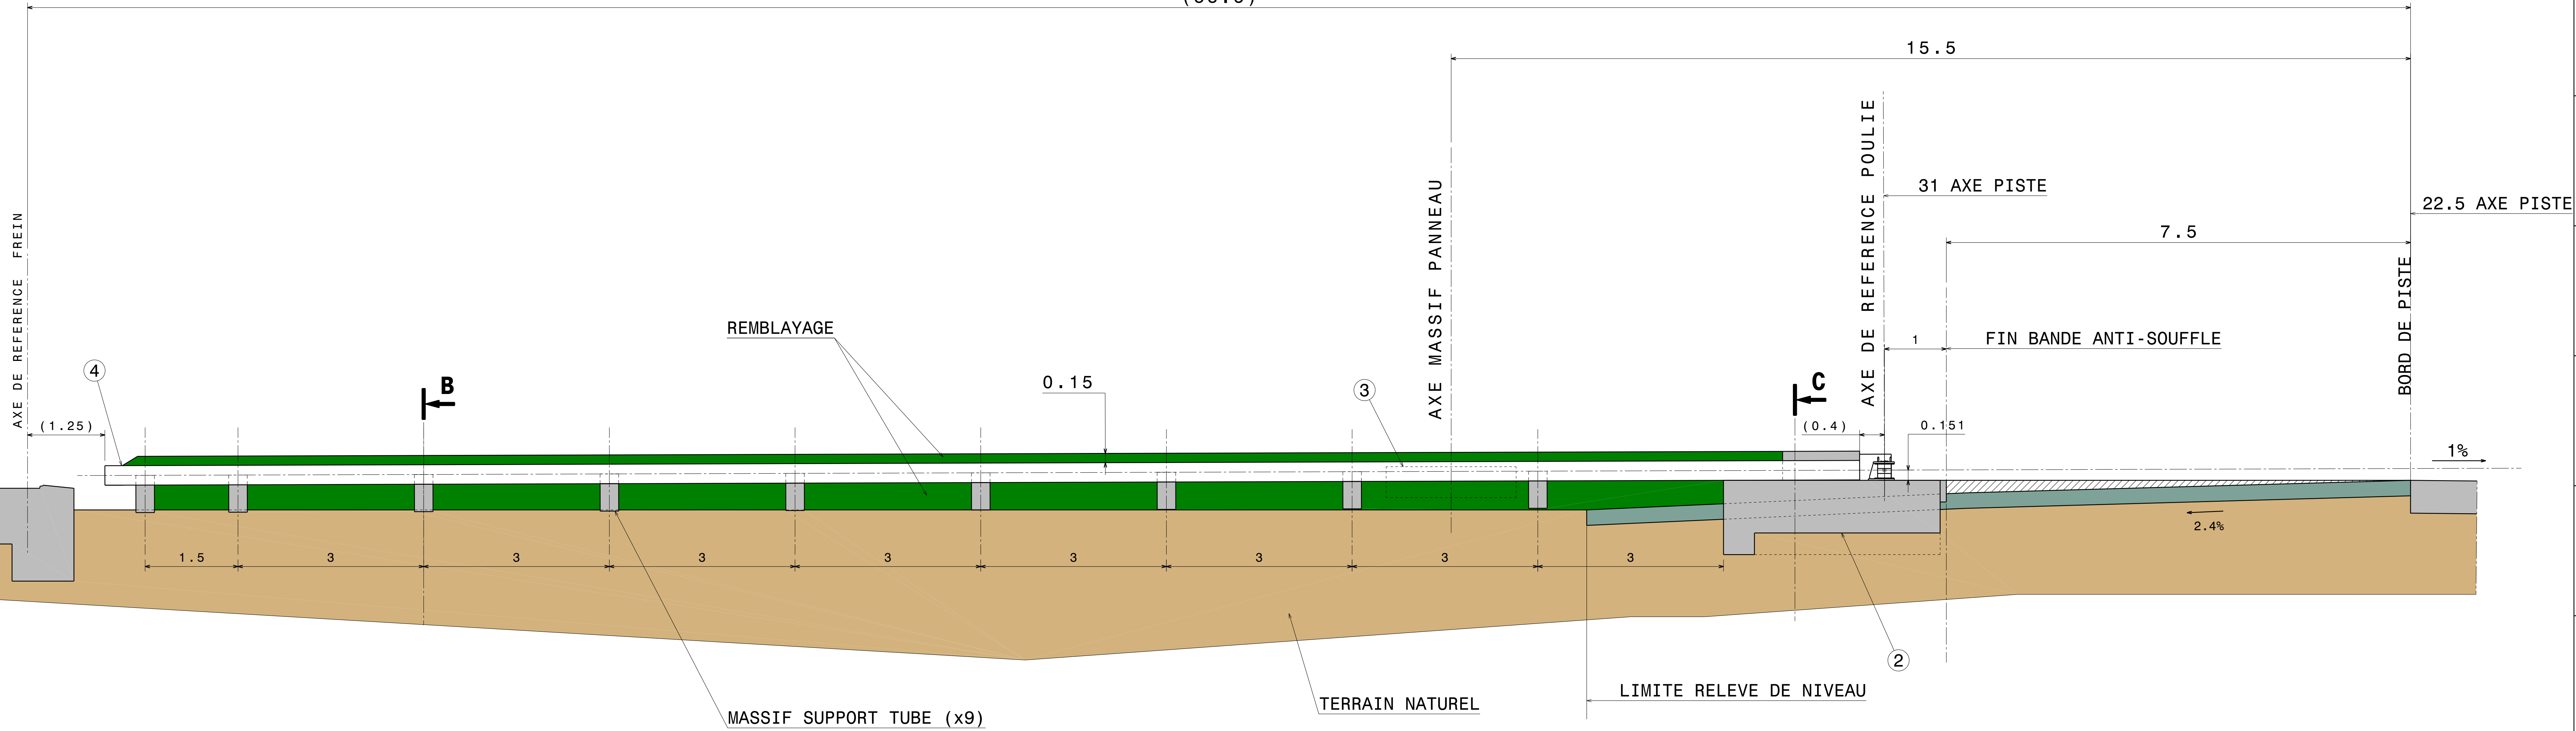 15.5
AXE DE REFERENCE FREIN
AXE MASSIF PANNEAU
AXE DE REFERENCE POULIE
31 AXE PISTE
22.5 AXE PISTE
7.5
BORD DE PISTE
REMBLAYAGE
1
FIN BANDE ANTI-SOUFFLE
4
B
0.15
3
C
(1.25)
(0.4)
0.151
1%
2.4%
1.5
3
3
3
3
3
3
3
3
2
LIMITE RELEVE DE NIVEAU
TERRAIN NATUREL
MASSIF SUPPORT TUBE (x9)